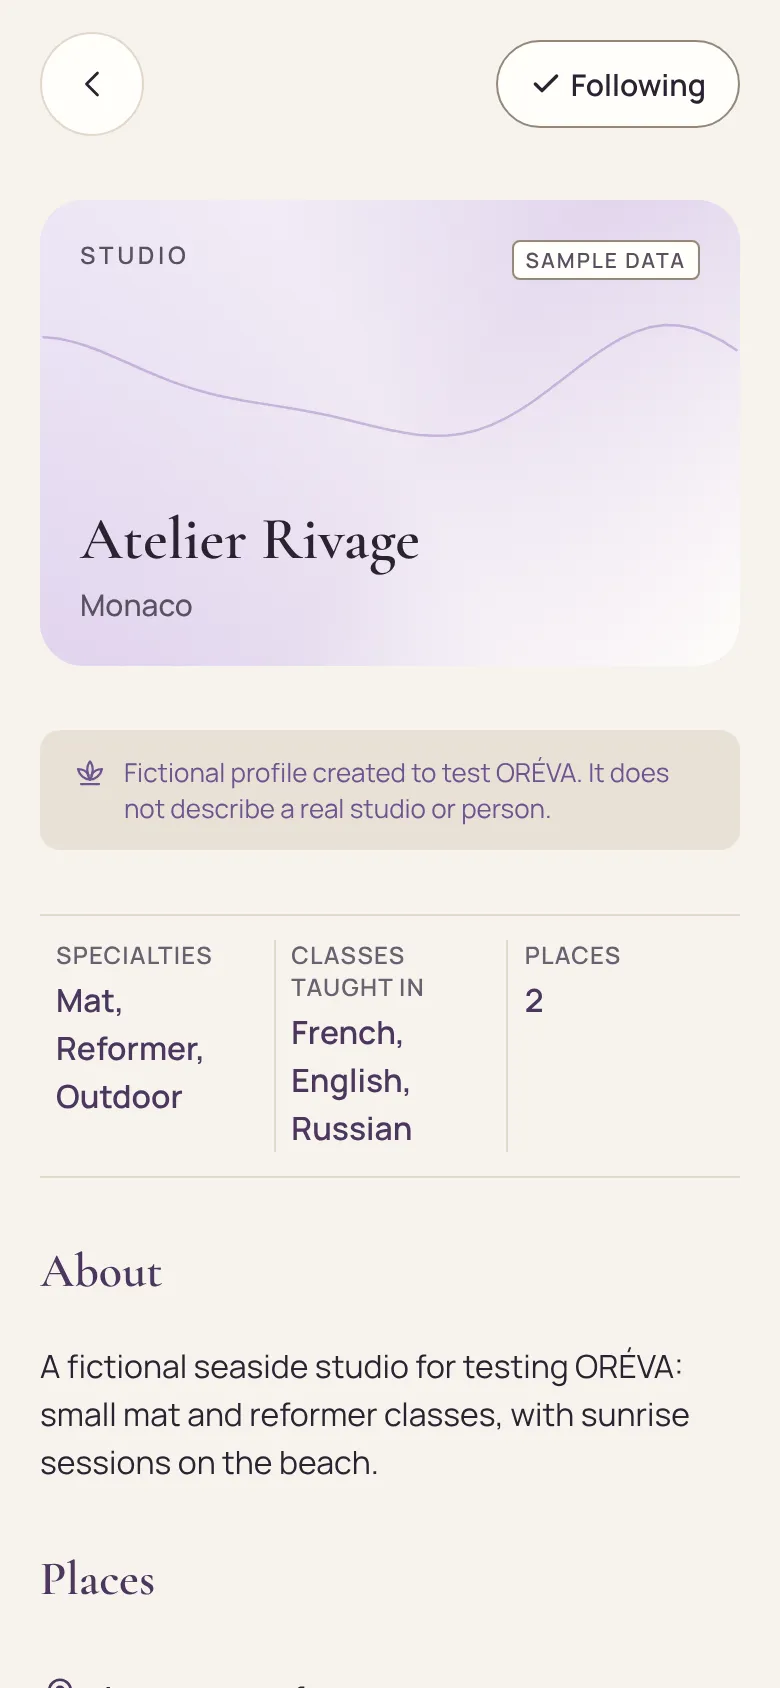 Following
STUDIO
SAMPLE DATA
Atelier Rivage
Monaco
Fictional profile created to test ORÉVA. It does
not describe a real studio or person.
SPECIALTIES
Mat,
Reformer,
Outdoor
CLASSES
TAUGHT IN
French,
English,
Russian
PLACES
2
About
A fictional seaside studio for testing ORÉVA:
small mat and reformer classes, with sunrise
sessions on the beach.
Places